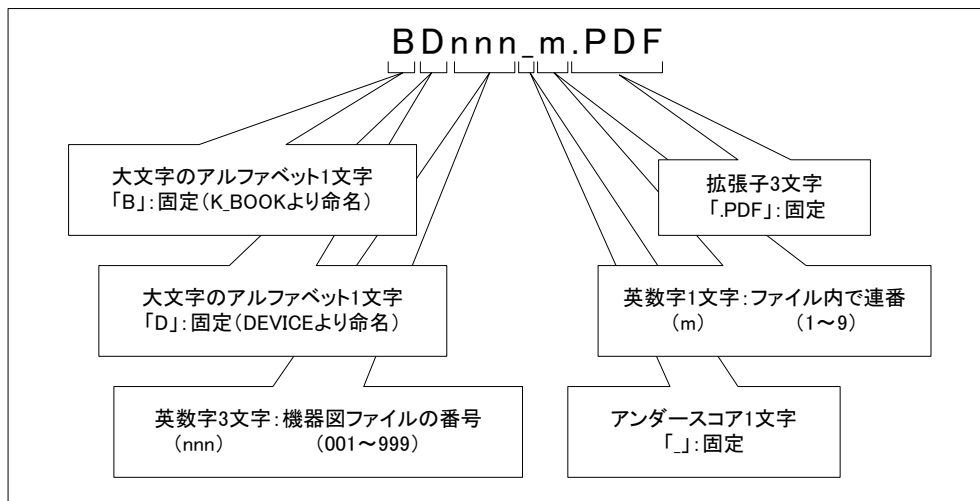 BDnnn_m.PDF
大文字のアルファベット1文字
「B」:固定(K_BOOKより命名)
拡張子3文字
「.PDF」:固定
大文字のアルファベット1文字
「D」:固定(DEVICEより命名)
英数字1文字:ファイル内で連番
(m) (1～9)
英数字3文字:機器図ファイルの番号
(nnn) (001～999)
アンダースコア1文字
「_」:固定